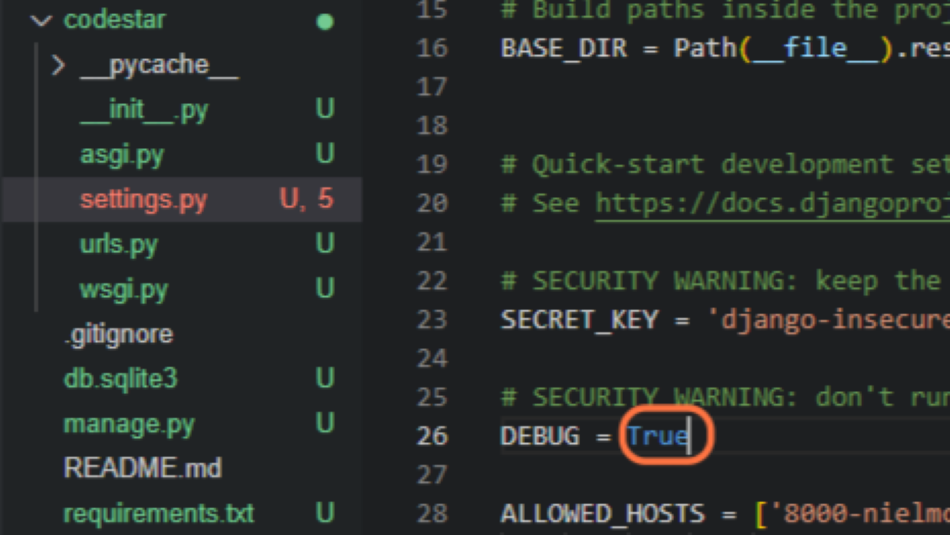 codestar
__pycache__
__init__.py U
asgi.py U
settings.py U, 5
urls.py U
wsgi.py U
.gitignore
db.sqlite3 U
manage.py U
README.md
requirements.txt U
15 # Build paths inside the proj
16 BASE_DIR = Path(__file__).res
17
18
19 # Quick-start development set
20 # See https://docs.djangoproj
21
22 # SECURITY WARNING: keep the
23 SECRET_KEY = 'django-insecure
24
25 # SECURITY WARNING: don't run
26 DEBUG = True
27
28 ALLOWED_HOSTS = ['8000-nielmc